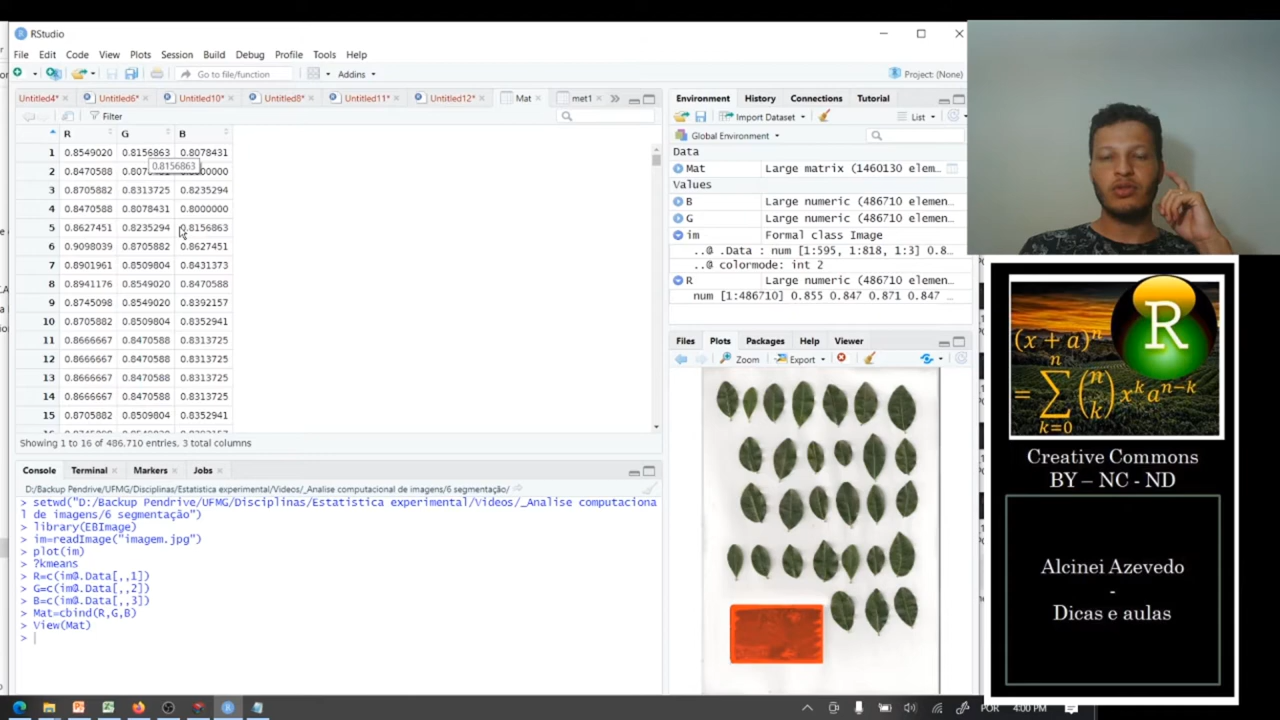 RStudio
File Edit Code View Plots Session Build Debug Profile Tools Help
Go to file/function Addins Project: (None)
Untitled4* Untitled6* Untitled10* Untitled8* Untitled11* Untitled12* Mat met1
Filter
R G B
1 0.8549020 0.8156863 0.8078431
0.8156863
2 0.8470588
3 0.8705882 0.8313725 0.8235294
4 0.8470588 0.8078431 0.8000000
5 0.8627451 0.8235294 0.8156863
6 0.9098039 0.8705882 0.8627451
7 0.8901961 0.8509804 0.8431373
8 0.8941176 0.8549020 0.8470588
9 0.8745098 0.8549020 0.8392157
10 0.8705882 0.8509804 0.8352941
11 0.8666667 0.8470588 0.8313725
12 0.8666667 0.8470588 0.8313725
13 0.8666667 0.8470588 0.8313725
14 0.8666667 0.8470588 0.8313725
15 0.8705882 0.8509804 0.8352941
Showing 1 to 16 of 486.710 entries, 3 total columns
Console Terminal Markers Jobs
D:/Backup Pendrive/UFMG/Disciplinas/Estatistica experimental/Videos/_Analise computacional de imagens/6 segmentação/
> setwd("D:/Backup Pendrive/UFMG/Disciplinas/Estatistica experimental/Videos/_Analise computaciona
l de imagens/6 segmentação")
> library(EBImage)
> im=readImage("imagem.jpg")
> plot(im)
> ?kmeans
> R=c(im@.Data[,,1])
> G=c(im@.Data[,,2])
> B=c(im@.Data[,,3])
> Mat=cbind(R,G,B)
> View(Mat)
>
Environment History Connections Tutorial
Import Dataset List
Global Environment
Data
Mat Large matrix (1460130 elem…
Values
B Large numeric (486710 elemen…
G Large numeric (486710 elemen…
im Formal class Image
..@ .Data : num [1:595, 1:818, 1:3] 0.8…
..@ colormode: int 2
R Large numeric (486710 elemen…
num [1:486710] 0.855 0.847 0.871 0.847 …
Files Plots Packages Help Viewer
Zoom Export
R
(x + a)^n
= ∑_{k=0}^{n} (n k) x^k a^{n-k}
Creative Commons
BY – NC - ND
Alcinei Azevedo
-
Dicas e aulas
POR 4:00 PM